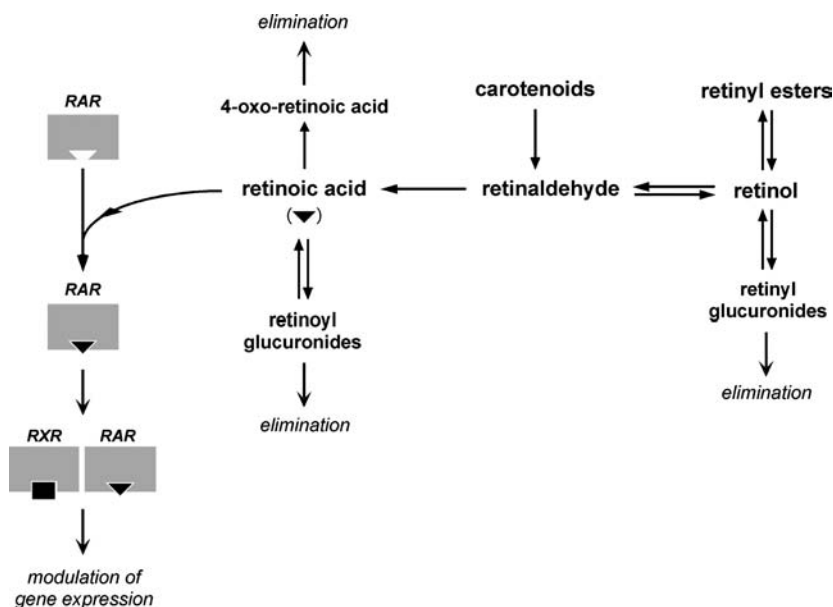 elimination
RAR
4-oxo-retinoic acid
carotenoids
retinyl esters
retinoic acid
(▼)
retinaldehyde
retinol
RAR
retinoyl
glucuronides
retinyl
glucuronides
elimination
elimination
RXR
RAR
modulation of
gene expression